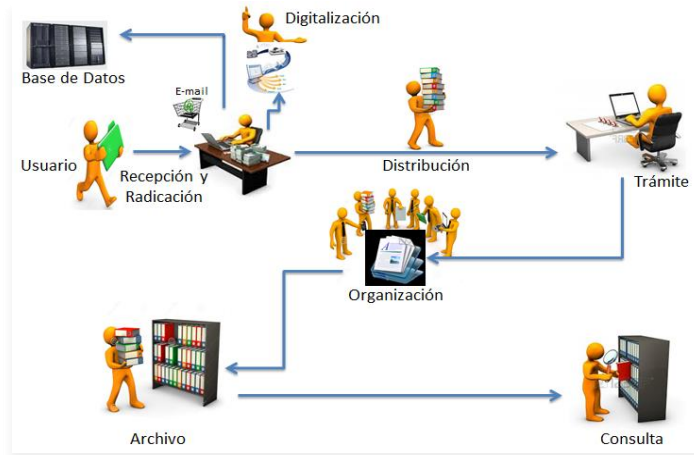 Digitalización
Base de Datos
E-mail
Usuario
Recepción y
Radicación
Distribución
Trámite
Organización
Archivo
Consulta